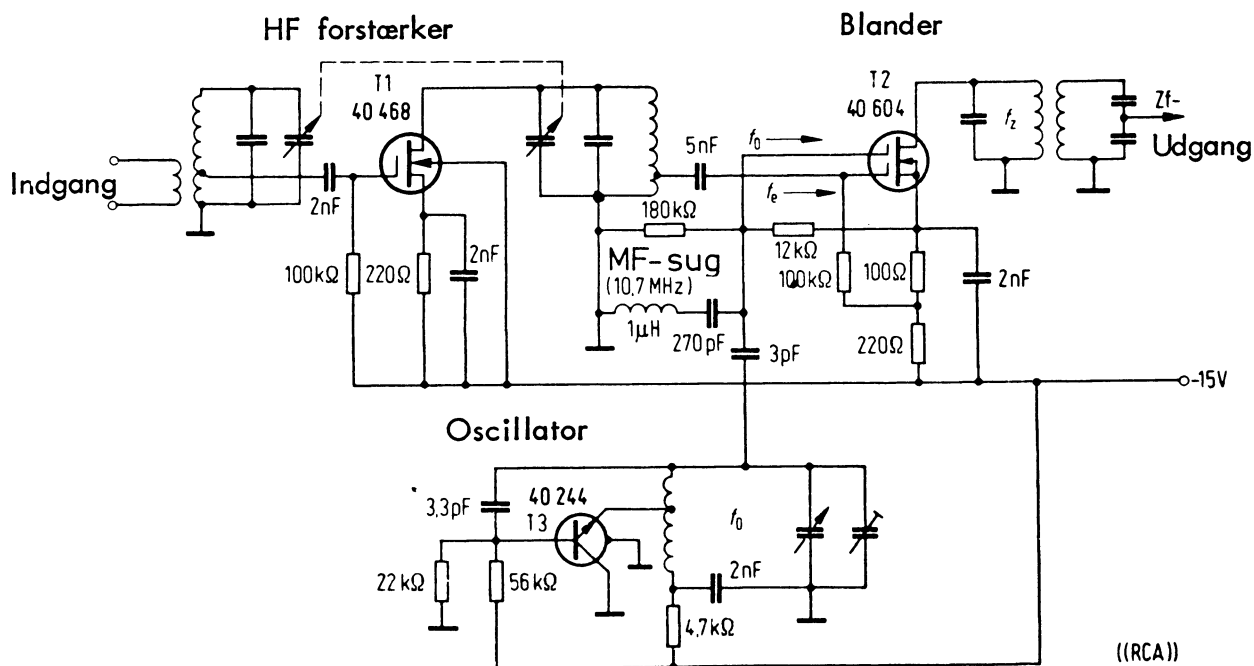 HF forstærker
Blander
T1
40 468
T2
40 604
Zf-
Udgang
Indgang
5nF
f₀
fz
fe
2nF
180kΩ
12kΩ
MF-sug
(10,7 MHz)
100kΩ
220Ω
2nF
100kΩ
100Ω
2nF
1µH
270pF
3pF
220Ω
-15V
Oscillator
40 244
T3
3,3pF
f₀
22kΩ
56kΩ
2nF
4,7kΩ
((RCA))